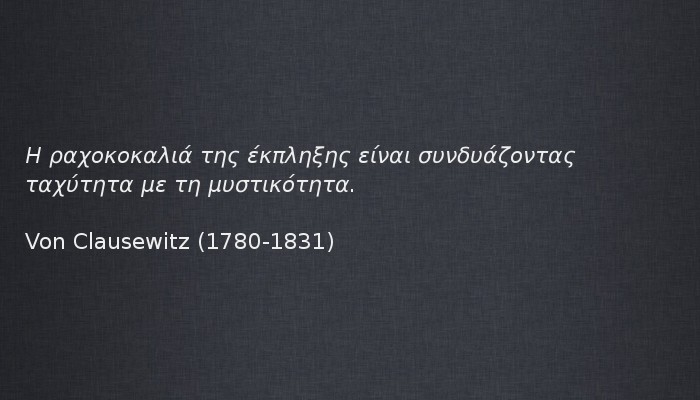 Η ραχοκοκαλιά της έκπληξης είναι συνδυάζοντας
ταχύτητα με τη μυστικότητα.
Von Clausewitz (1780-1831)